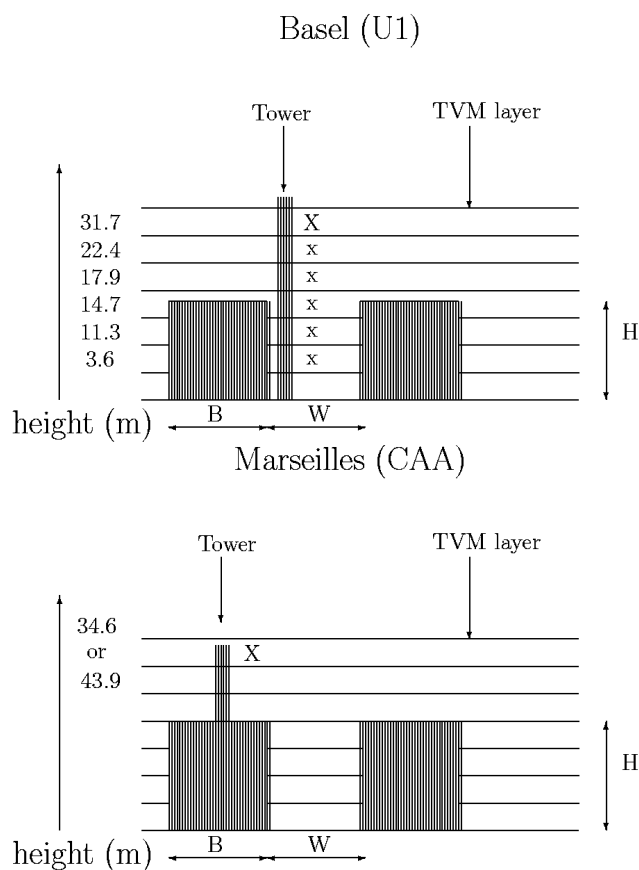 Basel (U1)
Tower
TVM layer
31.7 X
22.4 x
17.9 x
14.7 x
11.3 x
3.6 x
H
B W
height (m)
Marseilles (CAA)
Tower
TVM layer
34.6
or X
43.9
H
B W
height (m)